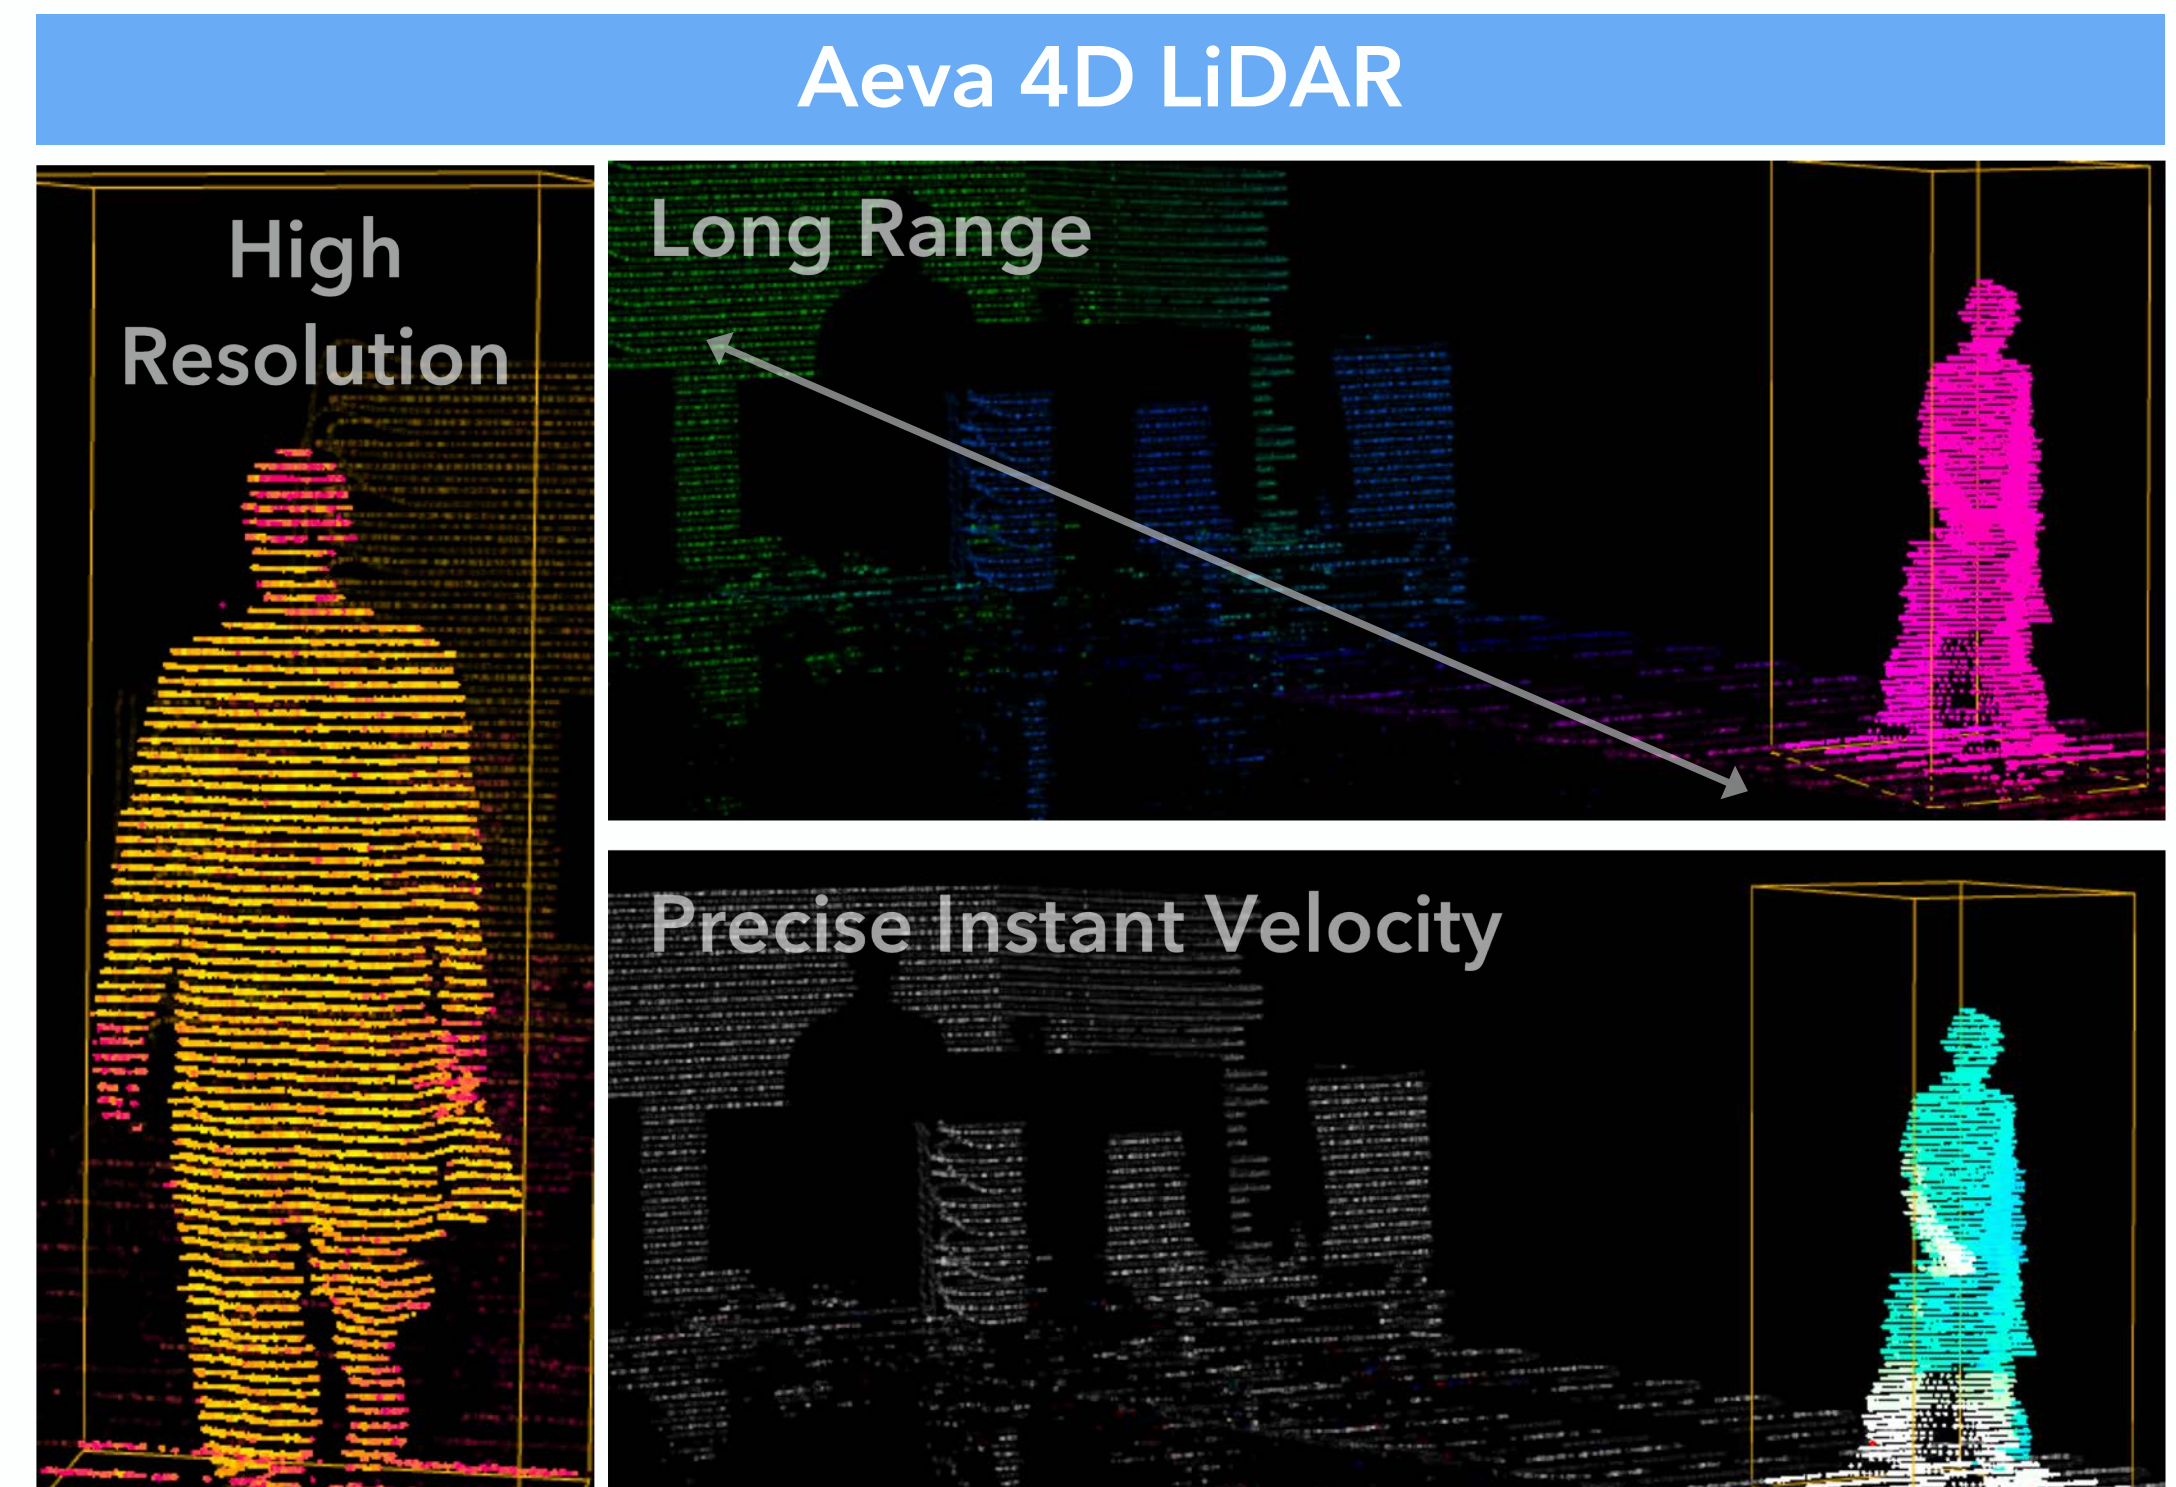 Aeva 4D LiDAR
High
Resolution
Long Range
Precise Instant Velocity